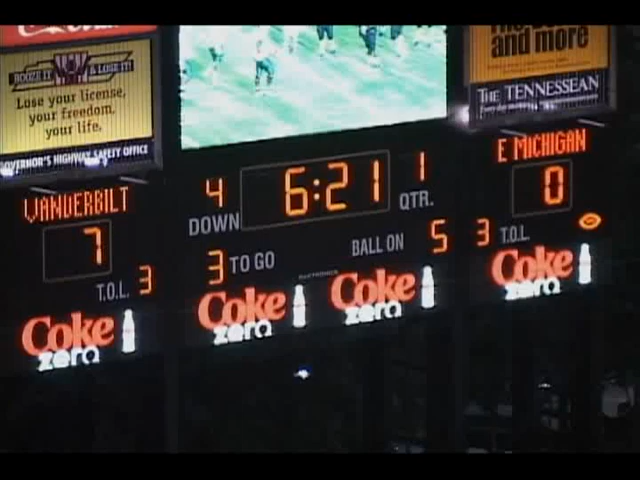 BOOZE IT & LOSE IT!
Lose your license,
your freedom,
your life.
GOVERNOR'S HIGHWAY SAFETY OFFICE
and more
THE TENNESSEAN
VANDERBILT
7
T.O.L. 3
4 DOWN
6:21
1 QTR.
3 TO GO
BALL ON 5
E MICHIGAN
0
3 T.O.L.
Coke
zero
Coke
zero
Coke
zero
Coke
zero